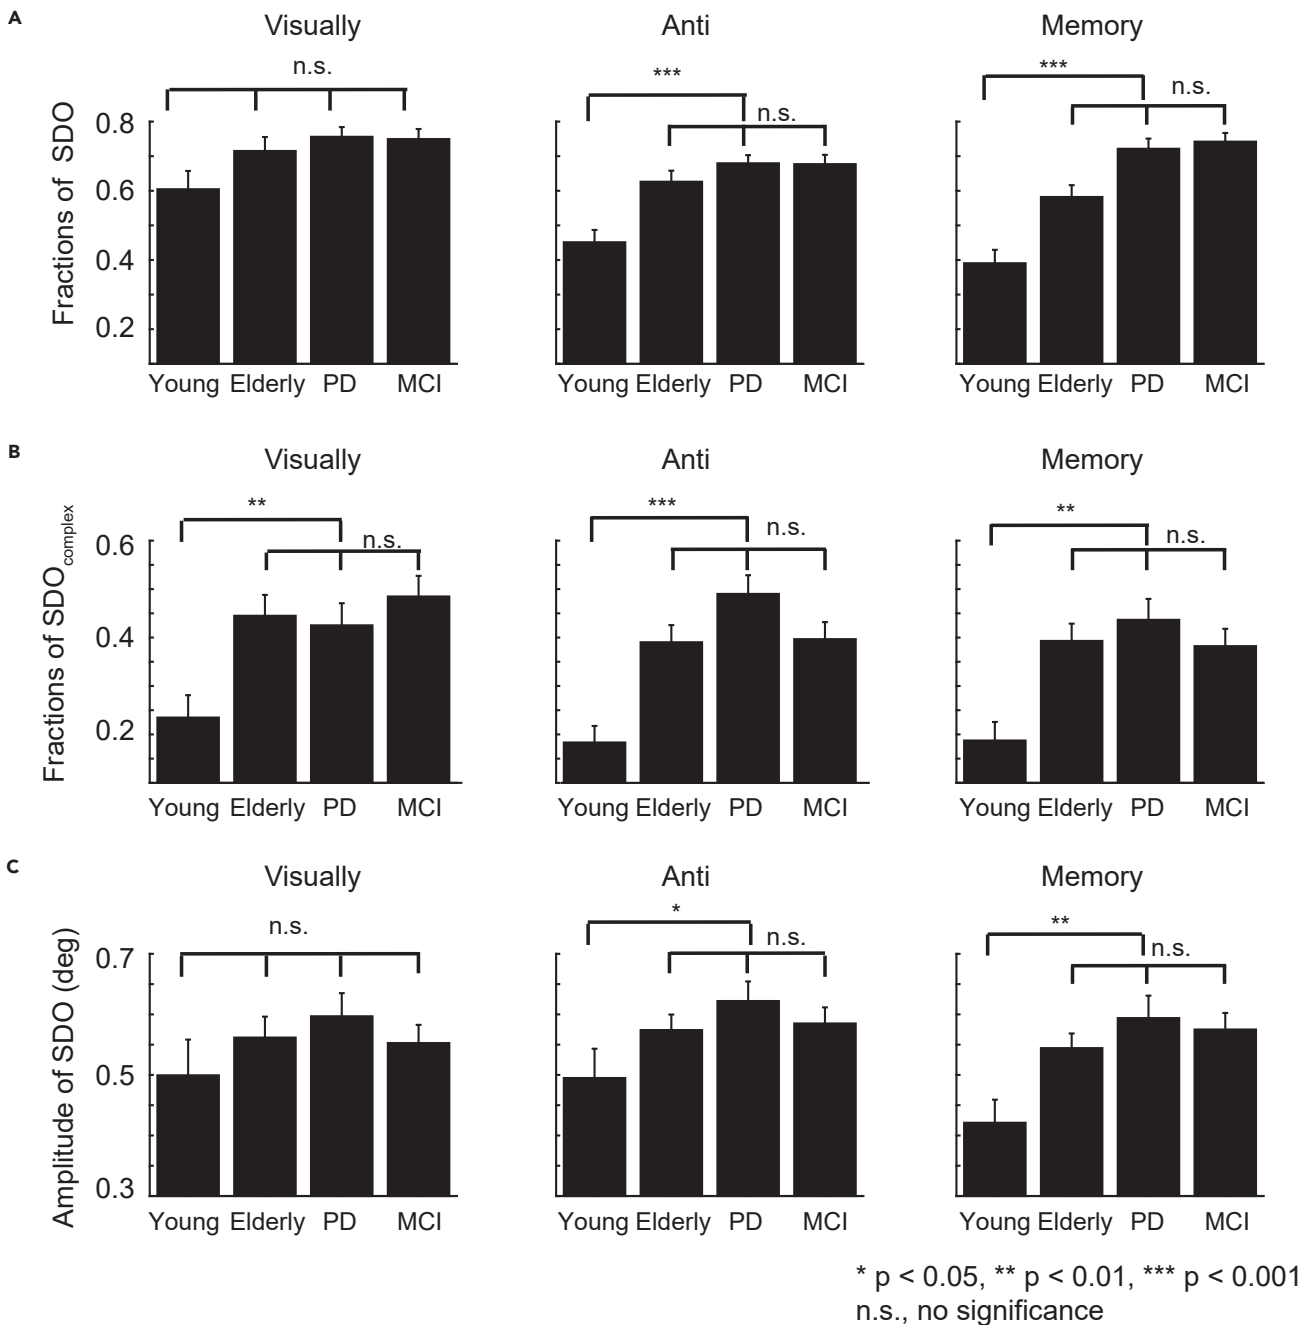 A
Visually Anti Memory
n.s. *** n.s. *** n.s.
Fractions of SDO
0.8
0.6
0.4
0.2
Young Elderly PD MCI Young Elderly PD MCI Young Elderly PD MCI
B
Visually Anti Memory
** n.s. *** n.s. ** n.s.
Fractions of SDOcomplex
0.6
0.4
0.2
Young Elderly PD MCI Young Elderly PD MCI Young Elderly PD MCI
C
Visually Anti Memory
n.s. * n.s. ** n.s.
Amplitude of SDO (deg)
0.7
0.5
0.3
Young Elderly PD MCI Young Elderly PD MCI Young Elderly PD MCI
* p < 0.05, ** p < 0.01, *** p < 0.001
n.s., no significance